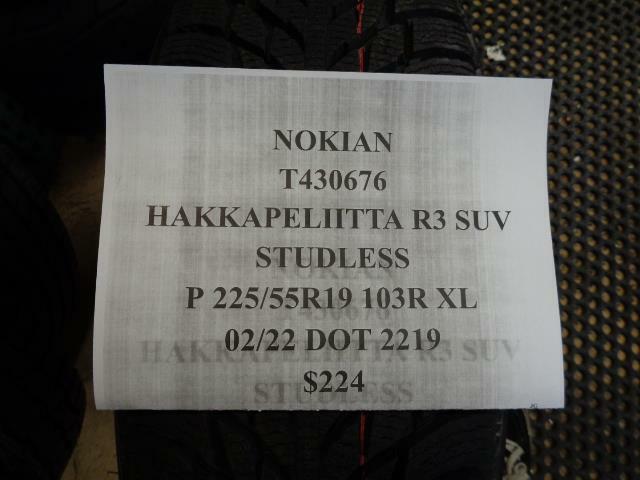 NOKIAN
T430676
HAKKAPELIITTA R3 SUV
STUDLESS
P 225/55R19 103R XL
02/22 DOT 2219
$224